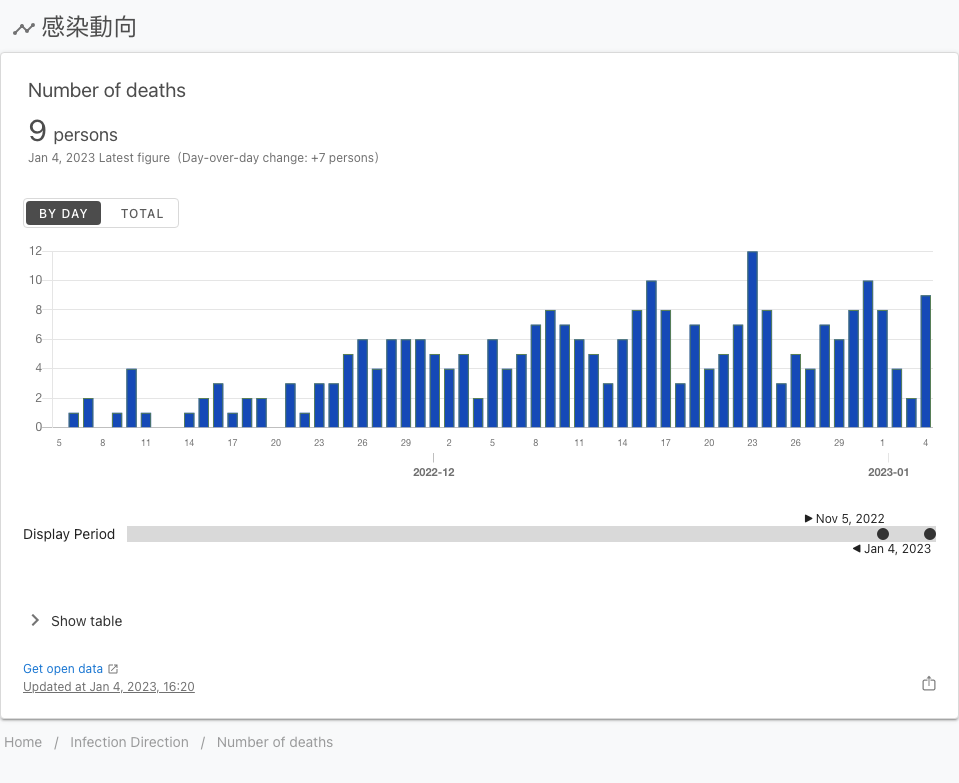 感染動向
Number of deaths
9 persons
Jan 4, 2023 Latest figure (Day-over-day change: +7 persons)
BY DAY TOTAL
12
10
8
6
4
2
0
5 8 11 14 17 20 23 26 29 2 5 8 11 14 17 20 23 26 29 1 4
2022-12 2023-01
Nov 5, 2022
Display Period
Jan 4, 2023
Show table
Get open data
Updated at Jan 4, 2023, 16:20
Home / Infection Direction / Number of deaths